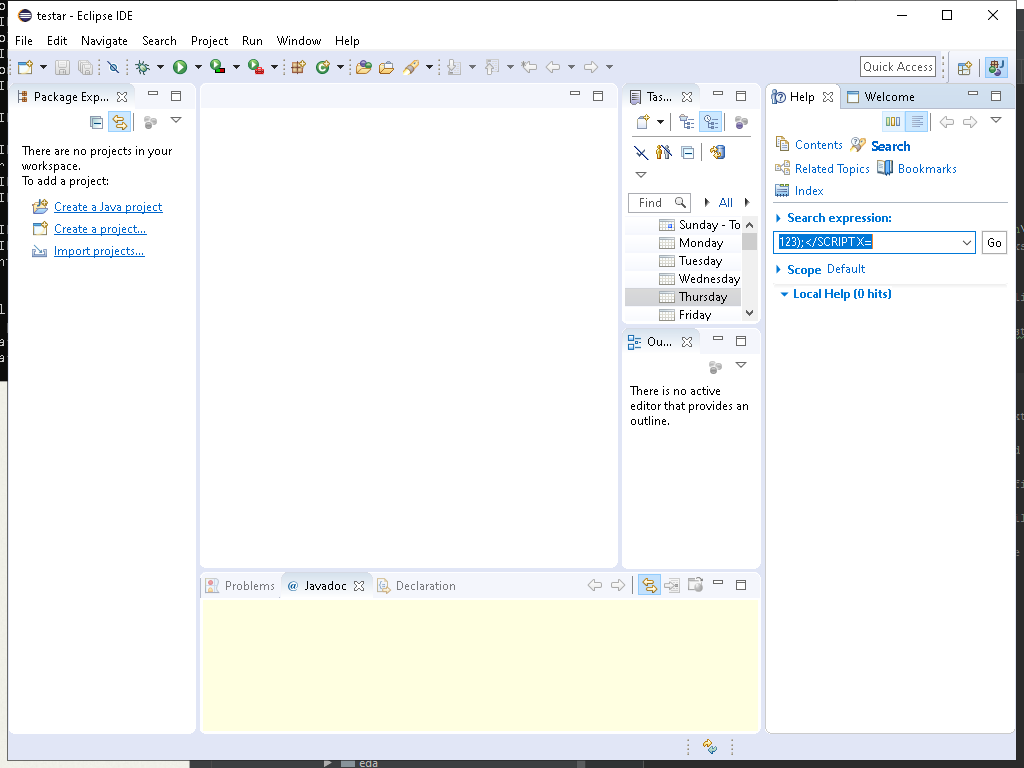 testar - Eclipse IDE
File Edit Navigate Search Project Run Window Help
Quick Access
Package Exp...
There are no projects in your
workspace.
To add a project:
Create a Java project
Create a project...
Import projects...
Tas...
Find
All
Sunday - To
Monday
Tuesday
Wednesday
Thursday
Friday
Ou...
There is no active
editor that provides an
outline.
Help
Welcome
Contents
Search
Related Topics
Bookmarks
Index
Search expression:
123);</SCRIPT X=
Go
Scope Default
Local Help (0 hits)
Problems
@ Javadoc
Declaration
eda